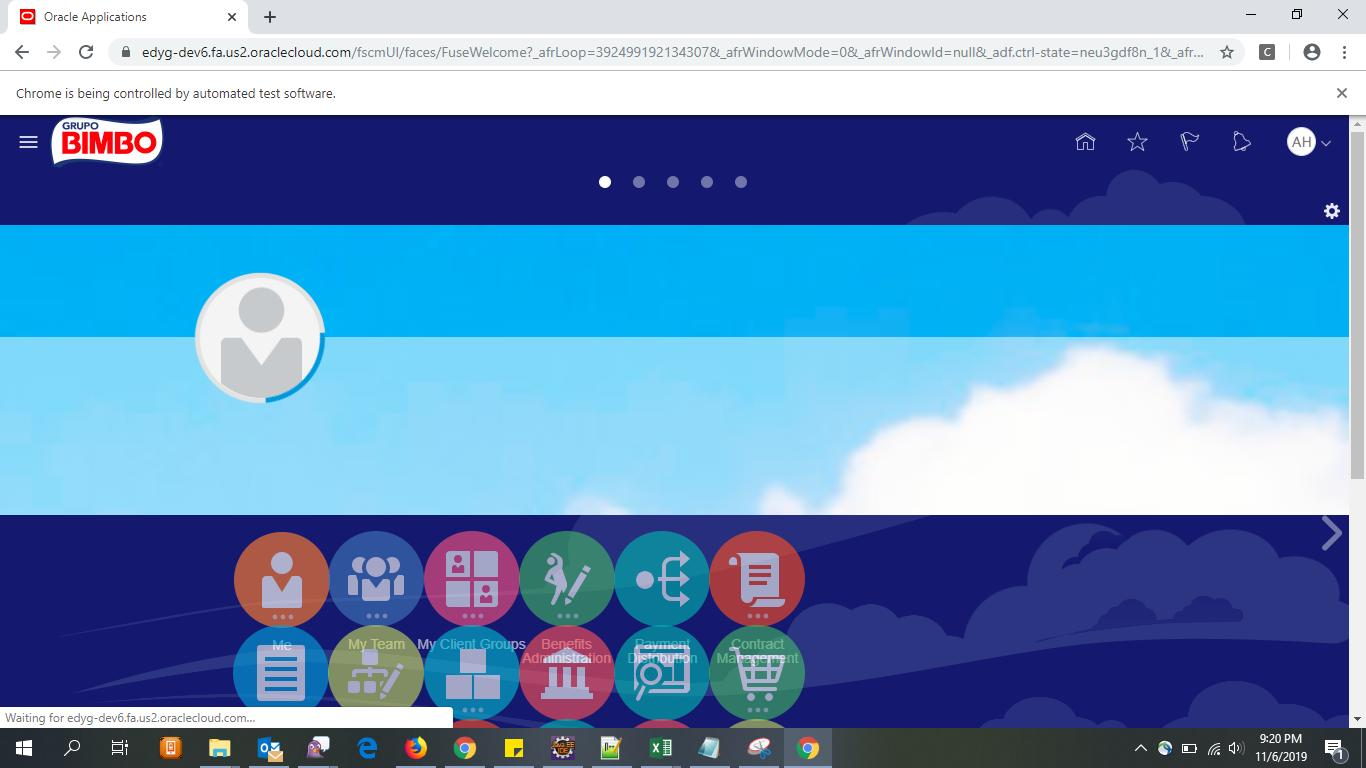 Oracle Applications
edyg-dev6.fa.us2.oraclecloud.com/fscmUI/faces/FuseWelcome?_afrLoop=3924991921343078&_afrWindowMode=0&_afrWindowId=null&_adf.ctrl-state=neu3gdf8n_1&_afr...
C
Chrome is being controlled by automated test software.
GRUPO
BIMBO
AH
Me
My Team
My Client Groups
Benefits
Administration
Payment
Distribution
Contract
Management
Waiting for edyg-dev6.fa.us2.oraclecloud.com...
9:20 PM
11/6/2019
1